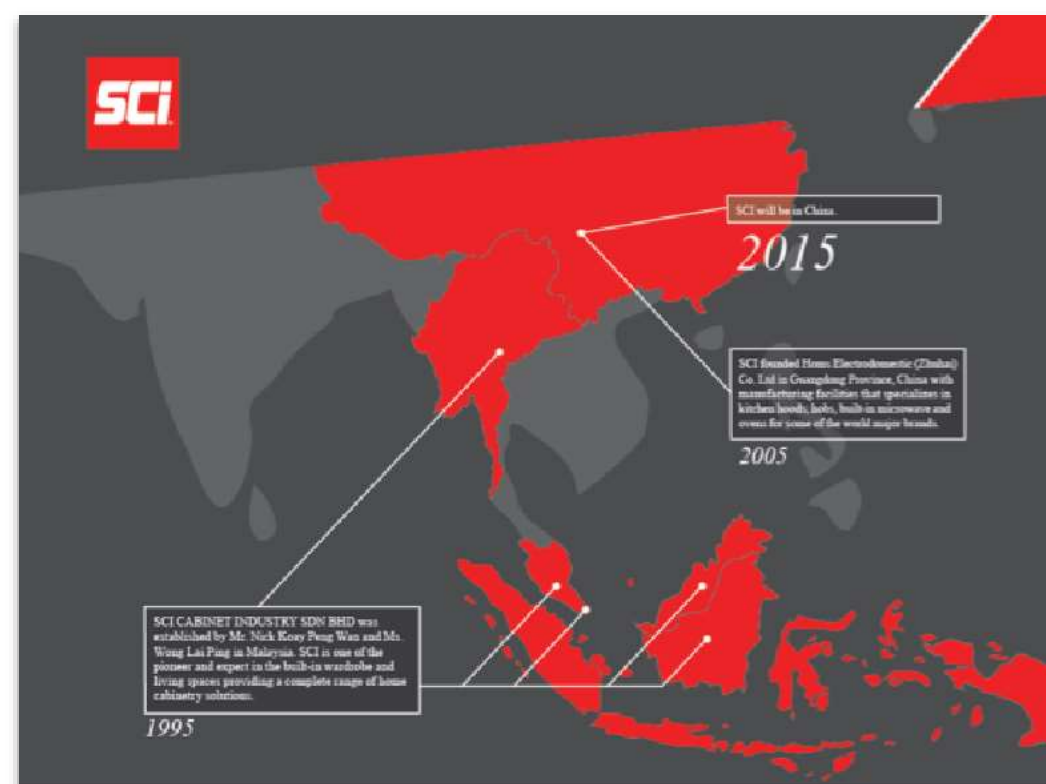 SCi
SCI will be in China.
2015
SCI founded Homs Electrodomestic (Zhuhai)
Co. Ltd in Guangdong Province, China with
manufacturing facilities that specializes in
kitchen hoods, hobs, built-in microwave and
ovens for some of the world major brands.
2005
SCI CABINET INDUSTRY SDN BHD was
established by Mr. Nick Koay Peng Wan and Ms.
Wong Lai Ping in Malaysia. SCI is one of the
pioneer and expert in the built-in wardrobe and
living spaces providing a complete range of home
cabinetry solutions.
1995